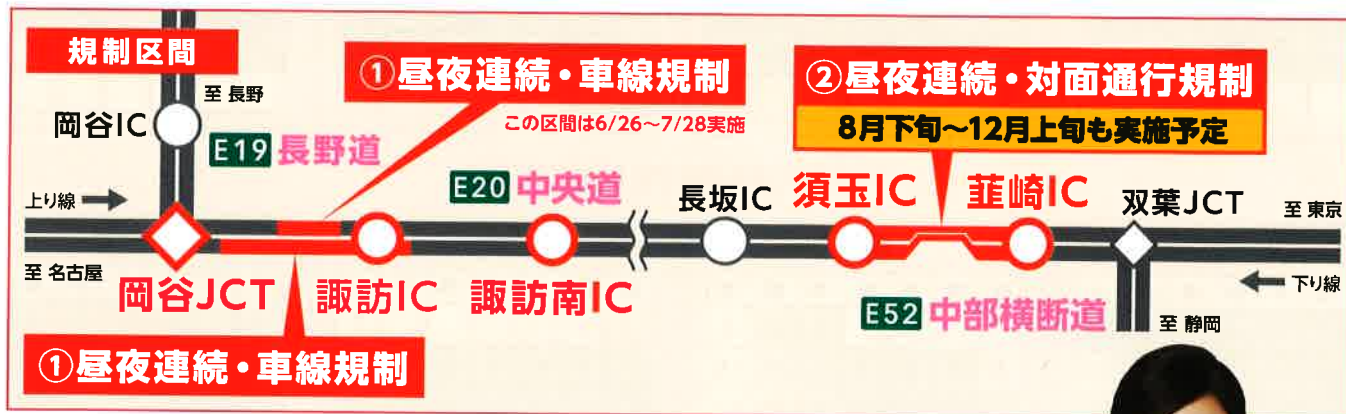 規制区間
①昼夜連続・車線規制
この区間は6/26~7/28実施
②昼夜連続・対面通行規制
8月下旬~12月上旬も実施予定
至 長野
岡谷IC
E19 長野道
E20 中央道
長坂IC
須玉IC
韮崎IC
双葉JCT
至 東京
上り線
至 名古屋
岡谷JCT
諏訪IC
諏訪南IC
下り線
E52 中部横断道
至 静岡
①昼夜連続・車線規制